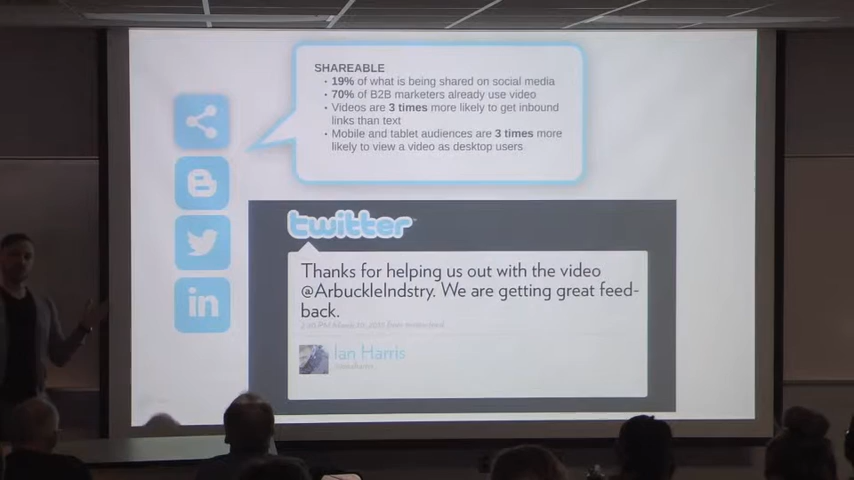 SHAREABLE
• 19% of what is being shared on social media
• 70% of B2B marketers already use video
• Videos are 3 times more likely to get inbound
links than text
• Mobile and tablet audiences are 3 times more
likely to view a video as desktop users
in
twitter
Thanks for helping us out with the video
@ArbuckleIndstry. We are getting great feed-
back.
Ian Harris